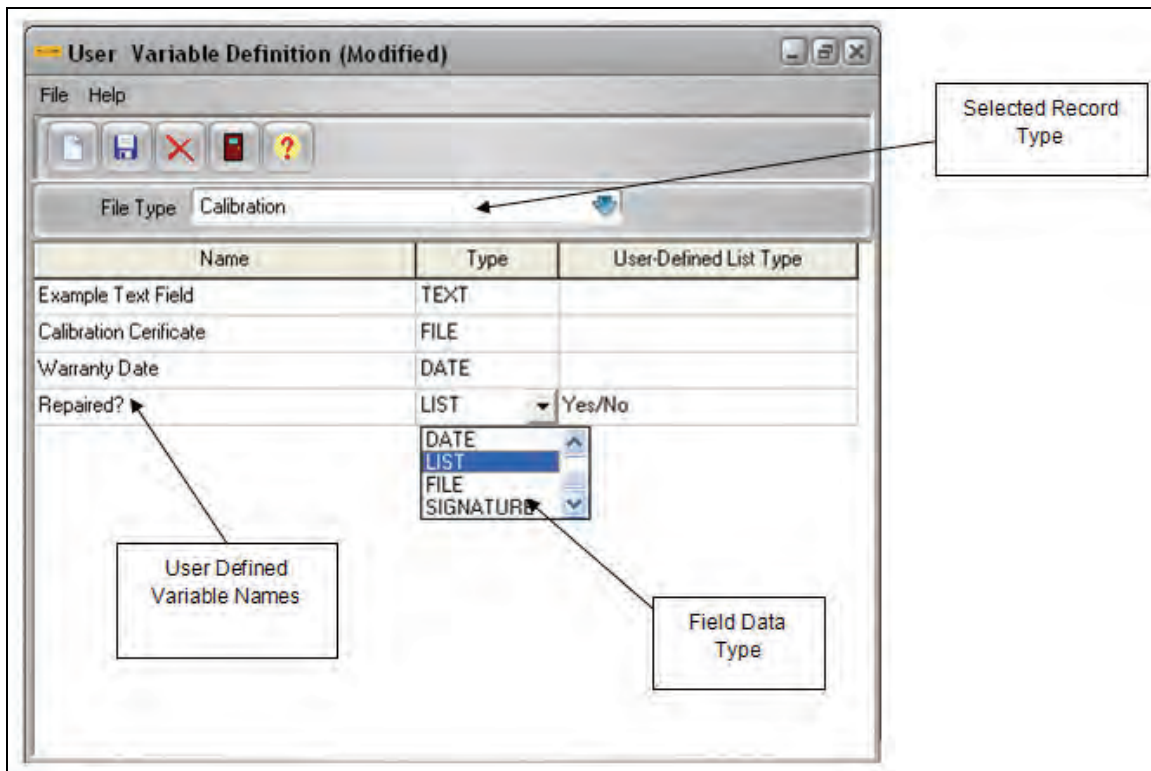 User Variable Definition (Modified)
File Help
Selected Record
Type
File Type Calibration
Name Type User-Defined List Type
Example Text Field TEXT
Calibration Cerificate FILE
Warranty Date DATE
Repaired? LIST Yes/No
DATE
LIST
FILE
SIGNATURE
User Defined
Variable Names
Field Data
Type